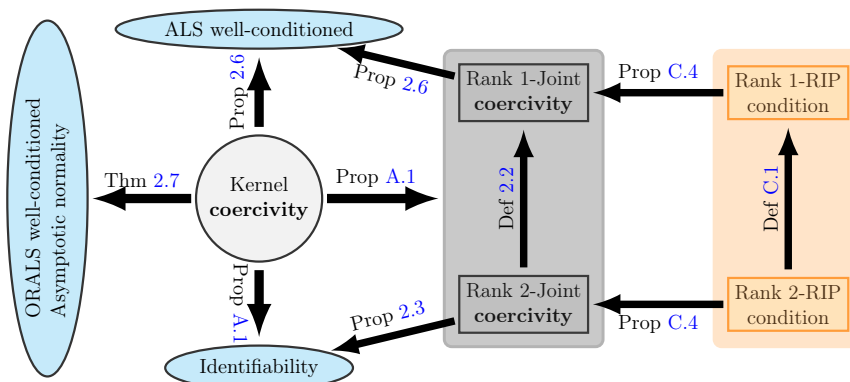 ALS well-conditioned
Prop 2.6
Prop 2.6
Rank 1-Joint
coercivity
Prop C.4
Rank 1-RIP
condition
ORALS well-conditioned
Asymptotic normality
Thm 2.7
Kernel
coercivity
Prop A.1
Def 2.2
Def C.1
Prop A.1
Prop 2.3
Rank 2-Joint
coercivity
Prop C.4
Rank 2-RIP
condition
Identifiability